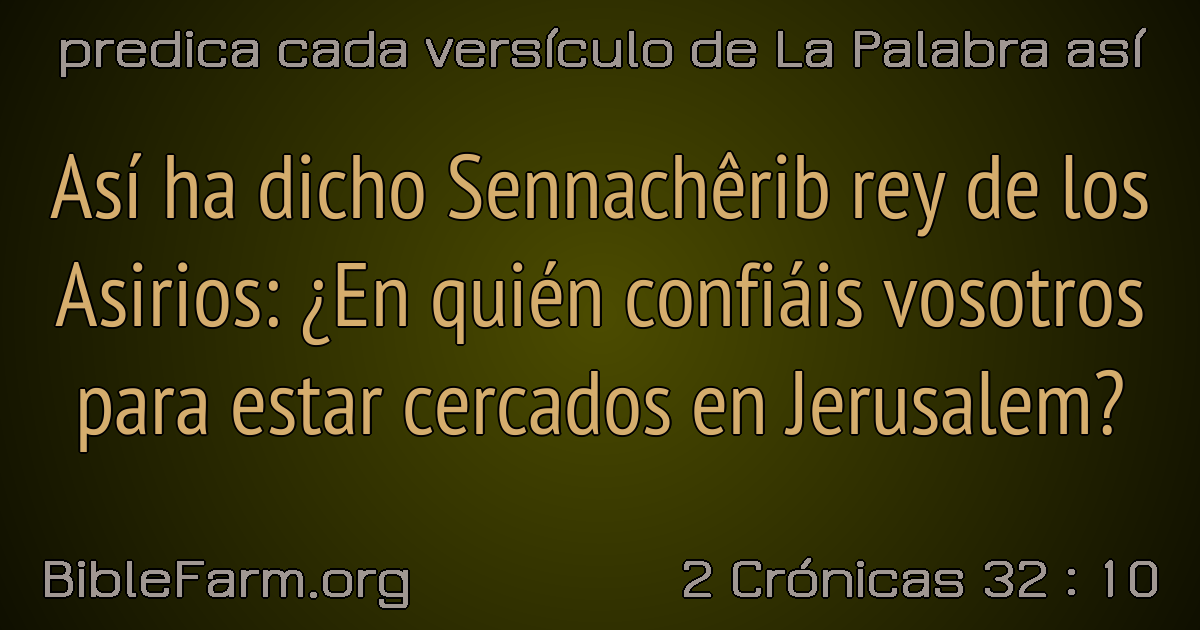 predica cada versículo de La Palabra así
Así ha dicho Sennachêrib rey de los
Asirios: ¿En quién confiáis vosotros
para estar cercados en Jerusalem?
BibleFarm.org
2 Crónicas 32 : 10